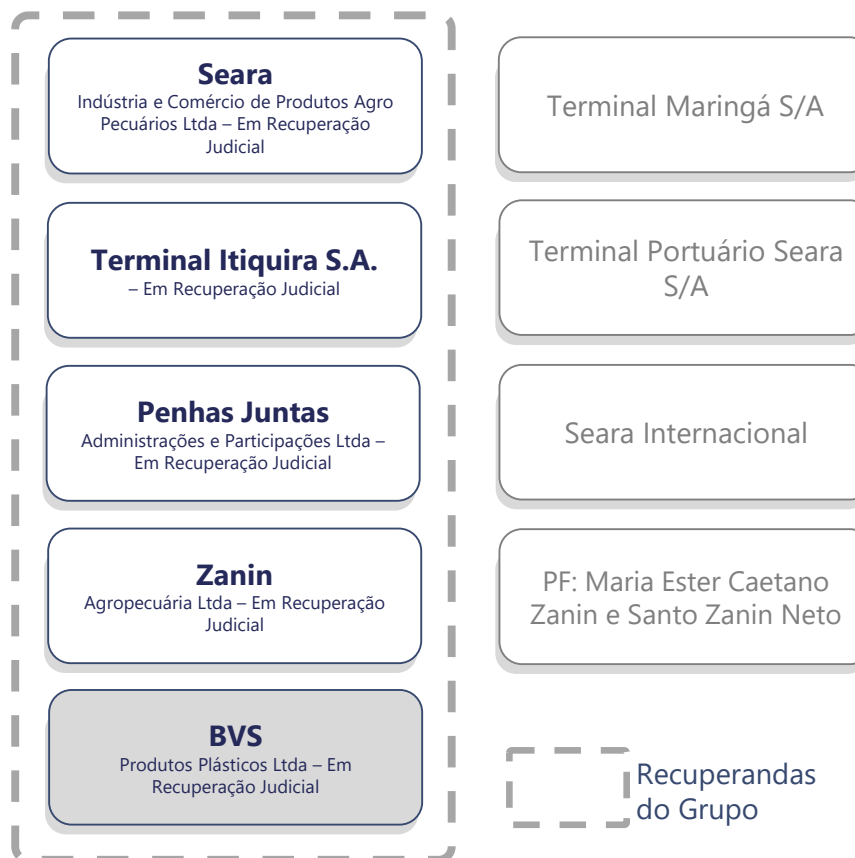 Seara
Indústria e Comércio de Produtos Agro
Pecuários Ltda – Em Recuperação
Judicial
Terminal Itiquira S.A.
– Em Recuperação Judicial
Penhas Juntas
Administrações e Participações Ltda –
Em Recuperação Judicial
Zanin
Agropecuária Ltda – Em Recuperação
Judicial
BVS
Produtos Plásticos Ltda – Em
Recuperação Judicial
Terminal Maringá S/A
Terminal Portuário Seara
S/A
Seara Internacional
PF: Maria Ester Caetano
Zanin e Santo Zanin Neto
Recuperandas
do Grupo